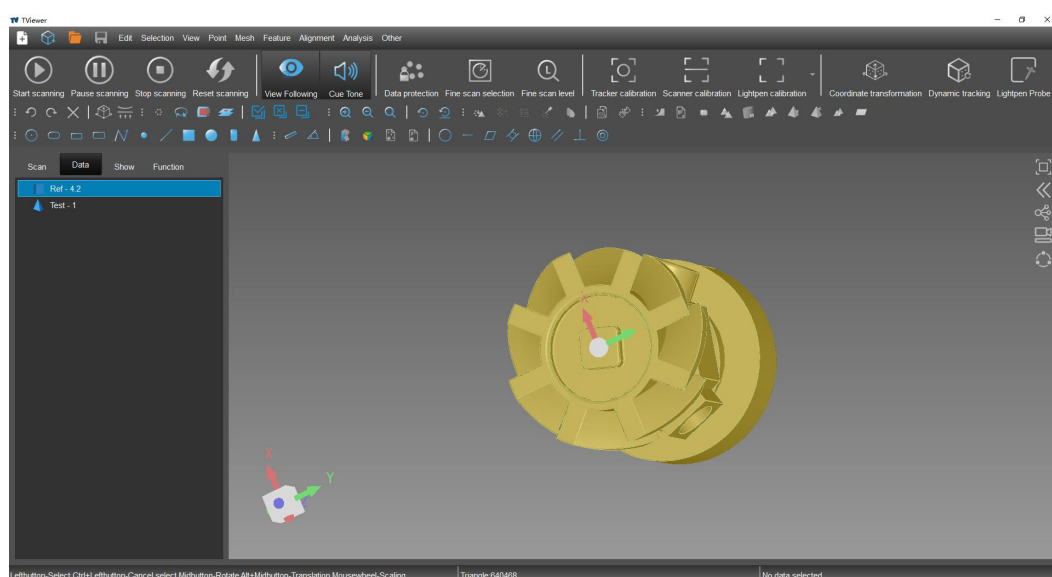 TViewer
Edit Selection View Point Mesh Feature Alignment Analysis Other
Start scanning Pause scanning Stop scanning Reset scanning View Following Cue Tone Data protection Fine scan selection Fine scan level Tracker calibration Scanner calibration Lightpen calibration Coordinate transformation Dynamic tracking Lightpen Probe
Scan Data Show Function
Ref - 4.2
Test - 1
X
X
Y
Leftbutton-Select Ctrl+Leftbutton-Cancel select Midbutton-Rotate Alt+Midbutton-Translation Mousewheel-Scaling Triangle:640468 No data selected